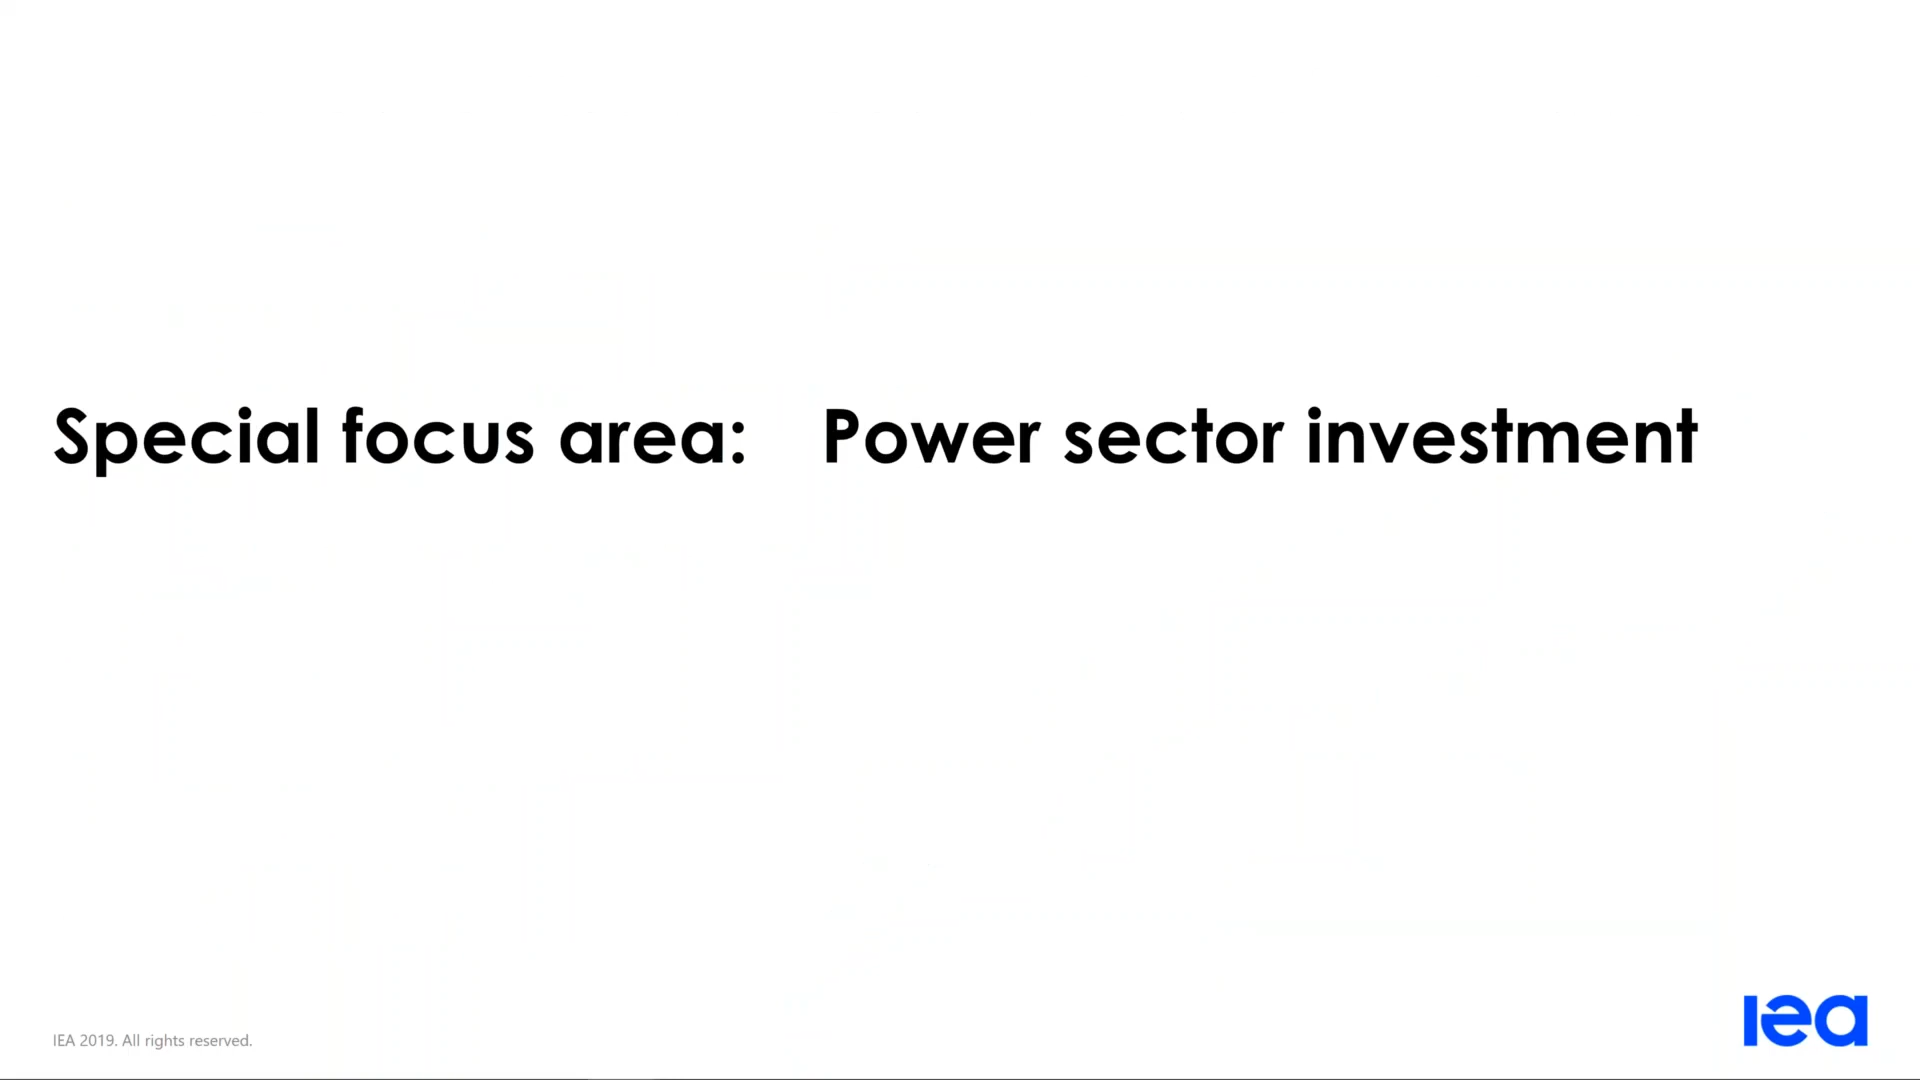 Special focus area: Power sector investment
IEA 2019. All rights reserved.
iea